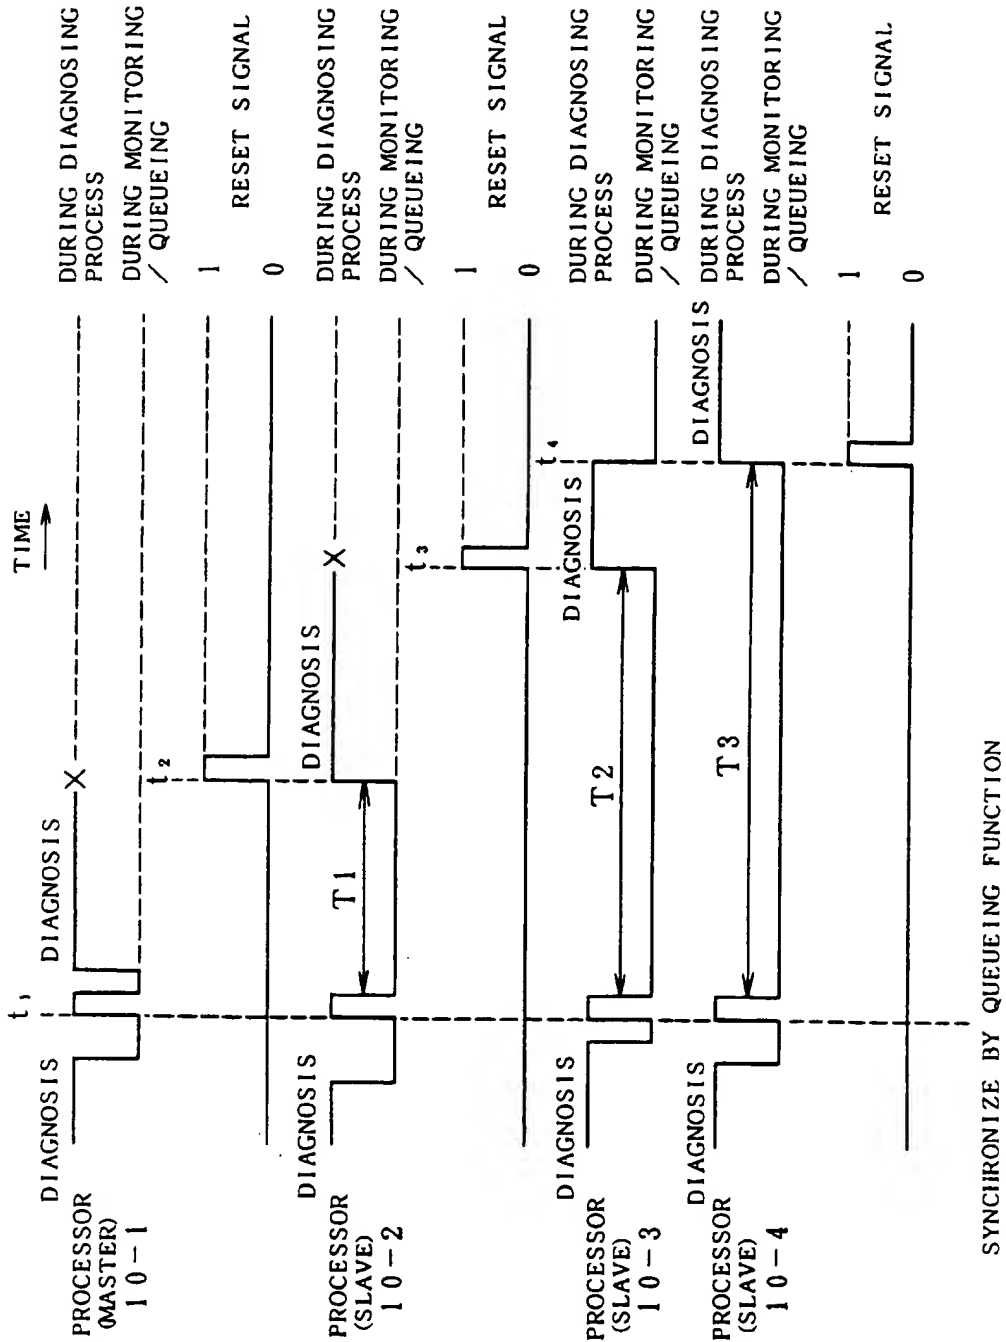 TIME
PROCESSOR
(MASTER)
10-1
DIAGNOSIS
t₁
DIAGNOSIS
DURING DIAGNOSING
PROCESS
DURING MONITORING
/ QUEUEING
t₂
1
0
RESET SIGNAL
PROCESSOR
(SLAVE)
10-2
DIAGNOSIS
T1
DIAGNOSIS
DURING DIAGNOSING
PROCESS
DURING MONITORING
/ QUEUEING
t₃
1
0
RESET SIGNAL
PROCESSOR
(SLAVE)
10-3
DIAGNOSIS
T2
DIAGNOSIS
t₄
DURING DIAGNOSING
PROCESS
DURING MONITORING
/ QUEUEING
PROCESSOR
(SLAVE)
10-4
DIAGNOSIS
T3
DIAGNOSIS
DURING DIAGNOSING
PROCESS
DURING MONITORING
/ QUEUEING
1
0
RESET SIGNAL
SYNCHRONIZE BY QUEUEING FUNCTION